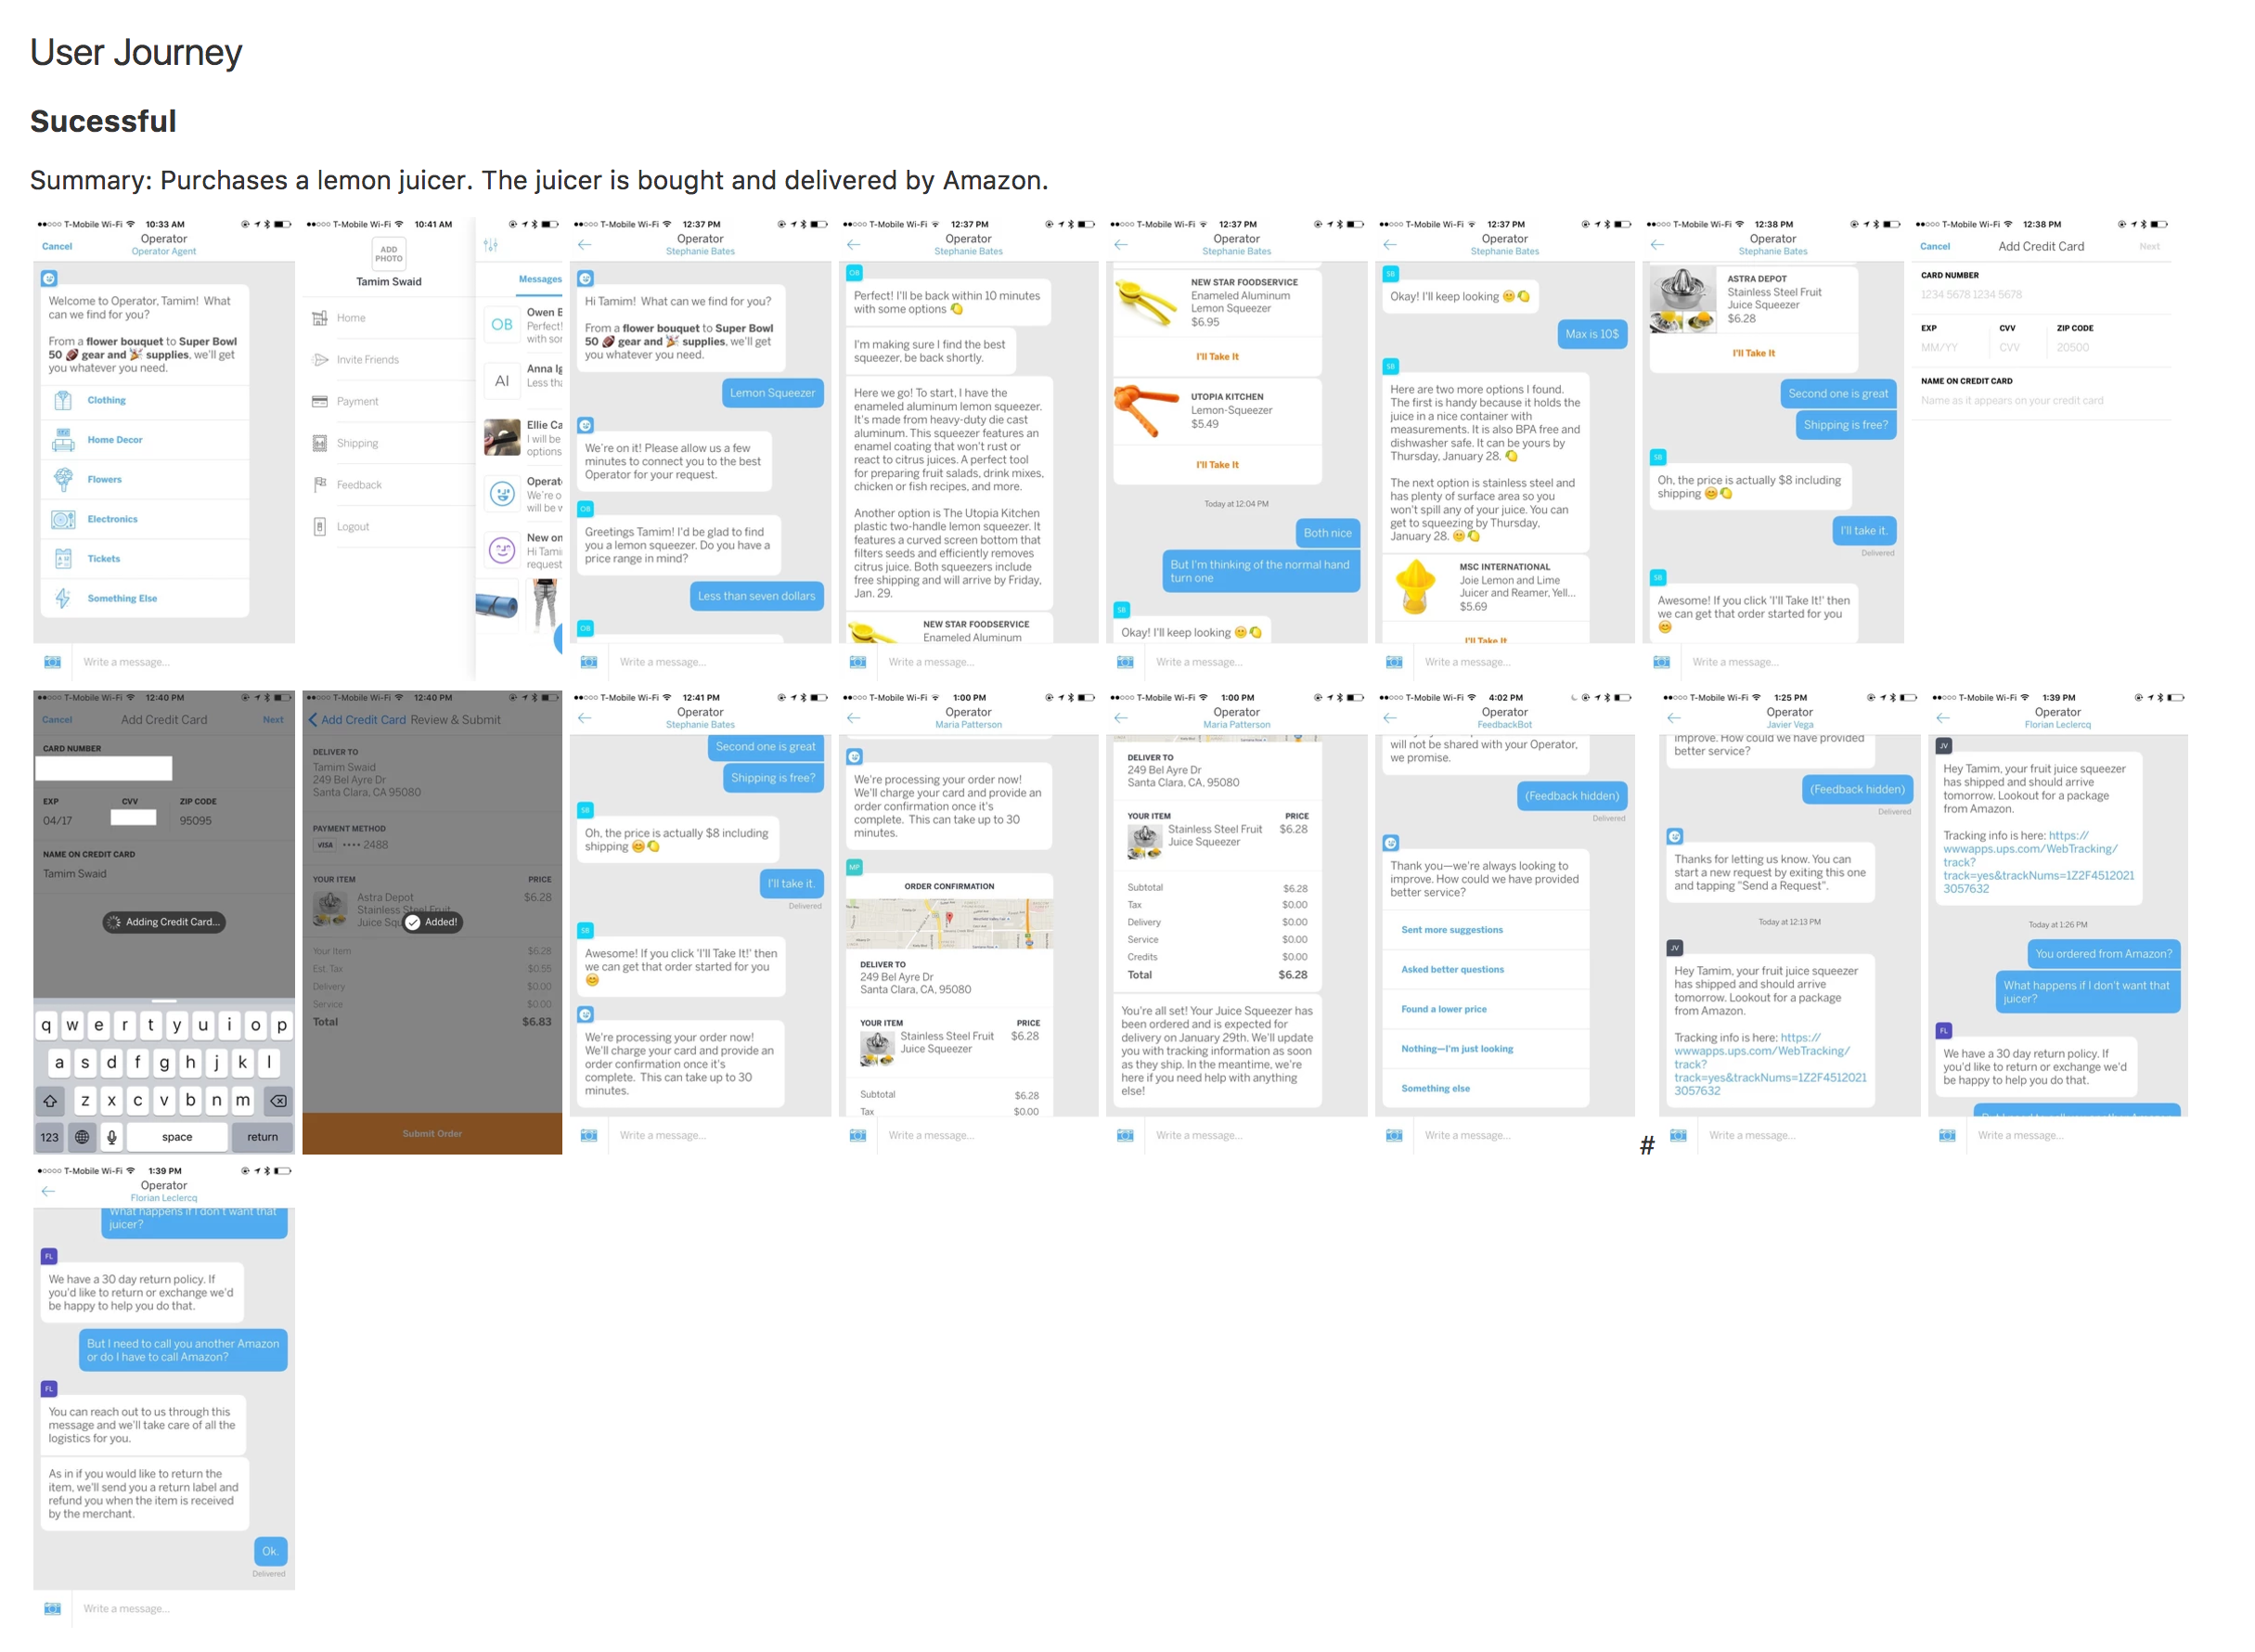 User Journey
Sucessful
Summary: Purchases a lemon juicer. The juicer is bought and delivered by Amazon.
T-Mobile Wi-Fi 10:33 AM
Cancel
Operator
Operator Agent
Welcome to Operator, Tamim! What
can we find for you?
From a flower bouquet to Super Bowl
50 🏈 gear and 🎉 supplies, we'll get
you whatever you need.
Clothing
Home Decor
Flowers
Electronics
Tickets
Something Else
Write a message...
T-Mobile Wi-Fi 10:41 AM
ADD
PHOTO
Tamim Swaid
Home
Invite Friends
Payment
Shipping
Feedback
Logout
Messages
OB
Owen E
Perfect!
with sor
AI
Anna Ig
Less tha
Ellie Ca
I will be
options
Operat
We're o
will be v
New on
Hi Tami
request
T-Mobile Wi-Fi 12:37 PM
Operator
Stephanie Bates
Hi Tamim! What can we find for you?
From a flower bouquet to Super Bowl
50 🏈 gear and 🎉 supplies, we'll get
you whatever you need.
Lemon Squeezer
We're on it! Please allow us a few
minutes to connect you to the best
Operator for your request.
OB
Greetings Tamim! I'd be glad to find
you a lemon squeezer. Do you have a
price range in mind?
Less than seven dollars
OB
Write a message...
T-Mobile Wi-Fi 12:37 PM
Operator
Stephanie Bates
OB
Perfect! I'll be back within 10 minutes
with some options 🍋
I'm making sure I find the best
squeezer, be back shortly.
Here we go! To start, I have the
enameled aluminum lemon squeezer.
It's made from heavy-duty die cast
aluminum. This squeezer features an
enamel coating that won't rust or
react to citrus juices. A perfect tool
for preparing fruit salads, drink mixes,
chicken or fish recipes, and more.
Another option is The Utopia Kitchen
plastic two-handle lemon squeezer. It
features a curved screen bottom that
filters seeds and efficiently removes
citrus juice. Both squeezers include
free shipping and will arrive by Friday,
Jan. 29.
NEW STAR FOODSERVICE
Enameled Aluminum
Write a message...
T-Mobile Wi-Fi 12:37 PM
Operator
Stephanie Bates
NEW STAR FOODSERVICE
Enameled Aluminum
Lemon Squeezer
$6.95
I'll Take It
UTOPIA KITCHEN
Lemon-Squeezer
$5.49
I'll Take It
Today at 12:04 PM
Both nice
But I'm thinking of the normal hand
turn one
SB
Okay! I'll keep looking 😕 🍋
Write a message...
T-Mobile Wi-Fi 12:37 PM
Operator
Stephanie Bates
SB
Okay! I'll keep looking 😕 🍋
Max is 10$
SB
Here are two more options I found.
The first is handy because it holds the
juice in a nice container with
measurements. It is also BPA free and
dishwasher safe. It can be yours by
Thursday, January 28. 🍋
The next option is stainless steel and
has plenty of surface area so you
won't spill any of your juice. You can
get to squeezing by Thursday,
January 28. 😕 🍋
MSC INTERNATIONAL
Joie Lemon and Lime
Juicer and Reamer, Yell...
$5.69
I'll Take It
Write a message...
T-Mobile Wi-Fi 12:38 PM
Operator
Stephanie Bates
ASTRA DEPOT
Stainless Steel Fruit
Juice Squeezer
$6.28
I'll Take It
Second one is great
Shipping is free?
SB
Oh, the price is actually $8 including
shipping 😊 🍋
I'll take it.
Delivered
SB
Awesome! If you click 'I'll Take It!' then
we can get that order started for you
😊
Write a message...
T-Mobile Wi-Fi 12:38 PM
Cancel Add Credit Card Next
CARD NUMBER
1234 5678 1234 5678
EXP CVV ZIP CODE
MM/YY CVV 20500
NAME ON CREDIT CARD
Name as it appears on your credit card
T-Mobile Wi-Fi 12:40 PM
Cancel Add Credit Card Next
CARD NUMBER
EXP CVV ZIP CODE
04/17 95095
NAME ON CREDIT CARD
Tamim Swaid
Adding Credit Card...
q w e r t y u i o p
a s d f g h j k l
z x c v b n m
123 space return
T-Mobile Wi-Fi 12:40 PM
Add Credit Card Review & Submit
DELIVER TO
Tamim Swaid
249 Bel Ayre Dr
Santa Clara, CA 95080
PAYMENT METHOD
VISA •••• 2488
YOUR ITEM PRICE
Astra Depot $6.28
Stainless Steel Fruit
Juice Squ
Added!
Your Item $6.28
Est. Tax $0.55
Delivery $0.00
Service $0.00
Total $6.83
Submit Order
T-Mobile Wi-Fi 12:41 PM
Operator
Stephanie Bates
Second one is great
Shipping is free?
SB
Oh, the price is actually $8 including
shipping 😊 🍋
I'll take it.
Delivered
SB
Awesome! If you click 'I'll Take It!' then
we can get that order started for you
😊
We're processing your order now!
We'll charge your card and provide an
order confirmation once it's
complete. This can take up to 30
minutes.
Write a message...
T-Mobile Wi-Fi 1:00 PM
Operator
Maria Patterson
We're processing your order now!
We'll charge your card and provide an
order confirmation once it's
complete. This can take up to 30
minutes.
MP
ORDER CONFIRMATION
DELIVER TO
249 Bel Ayre Dr
Santa Clara, CA, 95080
YOUR ITEM PRICE
Stainless Steel Fruit $6.28
Juice Squeezer
Subtotal $6.28
Tax $0.00
Write a message...
T-Mobile Wi-Fi 1:00 PM
Operator
Maria Patterson
DELIVER TO
249 Bel Ayre Dr
Santa Clara, CA, 95080
YOUR ITEM PRICE
Stainless Steel Fruit $6.28
Juice Squeezer
Subtotal $6.28
Tax $0.00
Delivery $0.00
Service $0.00
Credits $0.00
Total $6.28
You're all set! Your Juice Squeezer has
been ordered and is expected for
delivery on January 29th. We'll update
you with tracking information as soon
as they ship. In the meantime, we're
here if you need help with anything
else!
Write a message...
T-Mobile Wi-Fi 4:02 PM
Operator
FeedbackBot
will not be shared with your Operator,
we promise.
(Feedback hidden)
Delivered
Thank you—we're always looking to
improve. How could we have provided
better service?
Sent more suggestions
Asked better questions
Found a lower price
Nothing—I'm just looking
Something else
Write a message...
#
T-Mobile Wi-Fi 1:25 PM
Operator
Javier Vega
improve. How could we have provided
better service?
(Feedback hidden)
Delivered
Thanks for letting us know. You can
start a new request by exiting this one
and tapping "Send a Request".
Today at 12:13 PM
JV
Hey Tamim, your fruit juice squeezer
has shipped and should arrive
tomorrow. Lookout for a package
from Amazon.
Tracking info is here: https://
wwwapps.ups.com/WebTracking/
track?
track=yes&trackNums=1Z2F4512021
3057632
Write a message...
T-Mobile Wi-Fi 1:39 PM
Operator
Florian Leclercq
JV
Hey Tamim, your fruit juice squeezer
has shipped and should arrive
tomorrow. Lookout for a package
from Amazon.
Tracking info is here: https://
wwwapps.ups.com/WebTracking/
track?
track=yes&trackNums=1Z2F4512021
3057632
Today at 1:26 PM
You ordered from Amazon?
What happens if I don't want that
juicer?
FL
We have a 30 day return policy. If
you'd like to return or exchange we'd
be happy to help you do that.
Write a message...
T-Mobile Wi-Fi 1:39 PM
Operator
Florian Leclercq
What happens if I don't want that
juicer?
FL
We have a 30 day return policy. If
you'd like to return or exchange we'd
be happy to help you do that.
But I need to call you another Amazon
or do I have to call Amazon?
FL
You can reach out to us through this
message and we'll take care of all the
logistics for you.
As in if you would like to return the
item, we'll send you a return label and
refund you when the item is received
by the merchant.
Ok.
Delivered
Write a message...